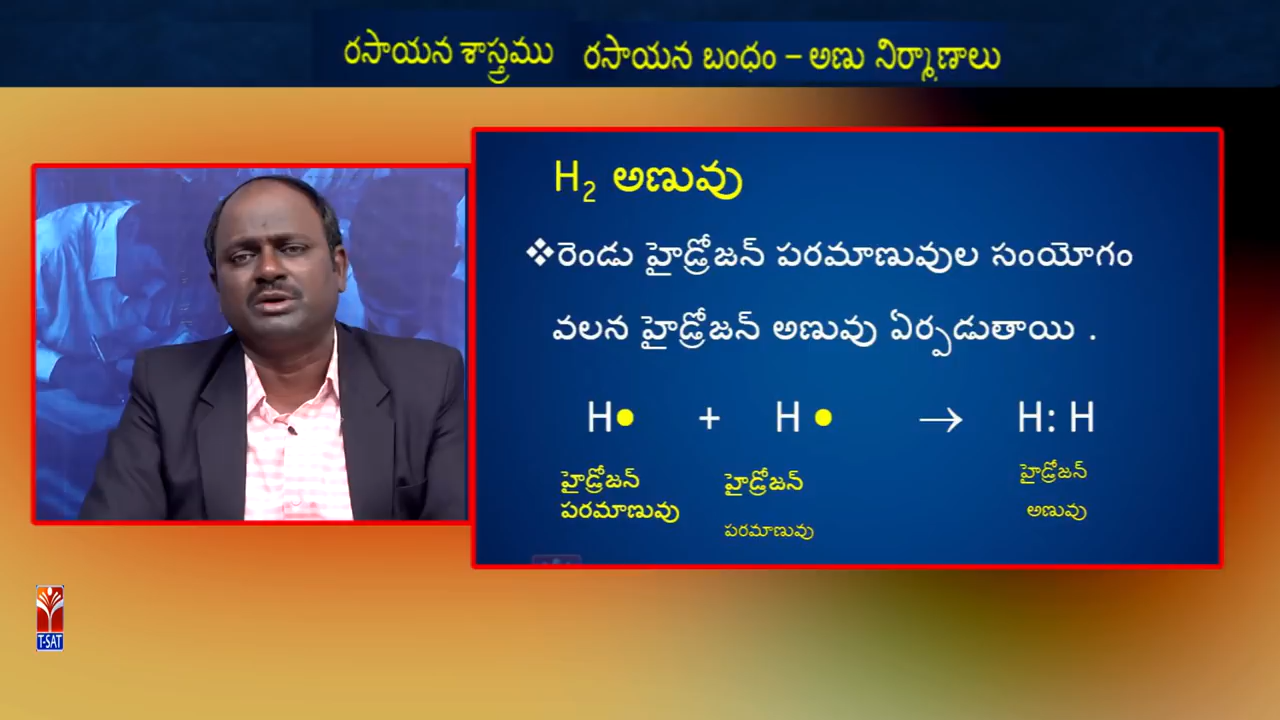 రసాయన శాస్త్రము రసాయన బంధం – అణు నిర్మాణాలు
H₂ అణువు
❖రెండు హైడ్రోజన్ పరమాణువుల సంయోగం
వలన హైడ్రోజన్ అణువు ఏర్పడుతాయి .
H• + H • → H: H
హైడ్రోజన్ హైడ్రోజన్ హైడ్రోజన్
పరమాణువు పరమాణువు అణువు
T-SAT